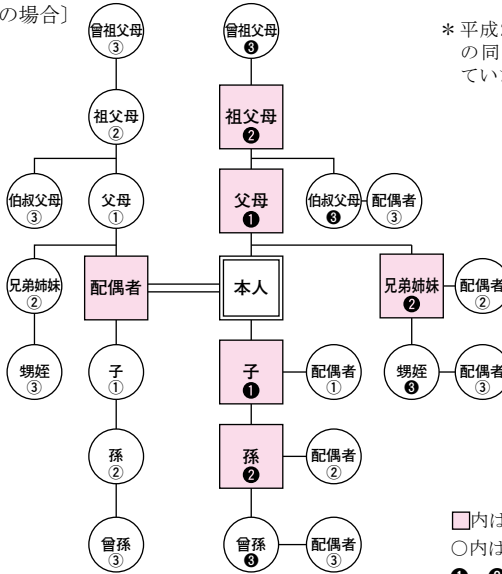 の場合〕
＊平成
の同
てい
曾祖父母
③
曾祖父母
❸
祖父母
②
祖父母
❷
伯叔父母
③
父母
①
父母
❶
伯叔父母
❸
配偶者
③
兄弟姉妹
②
配偶者
本人
兄弟姉妹
❷
配偶者
②
甥姪
③
子
①
子
❶
配偶者
①
甥姪
❸
配偶者
③
孫
②
孫
❷
配偶者
②
曾孫
③
曾孫
❸
配偶者
③
□内は
○内は